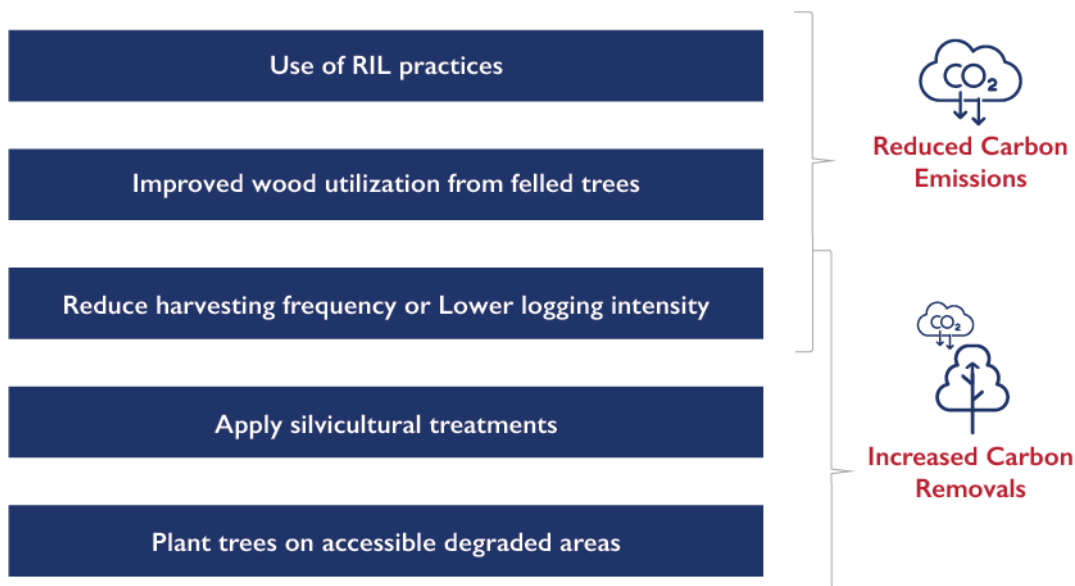 Use of RIL practices
Improved wood utilization from felled trees
Reduce harvesting frequency or Lower logging intensity
Apply silvicultural treatments
Plant trees on accessible degraded areas
CO₂
Reduced Carbon
Emissions
CO₂
Increased Carbon
Removals